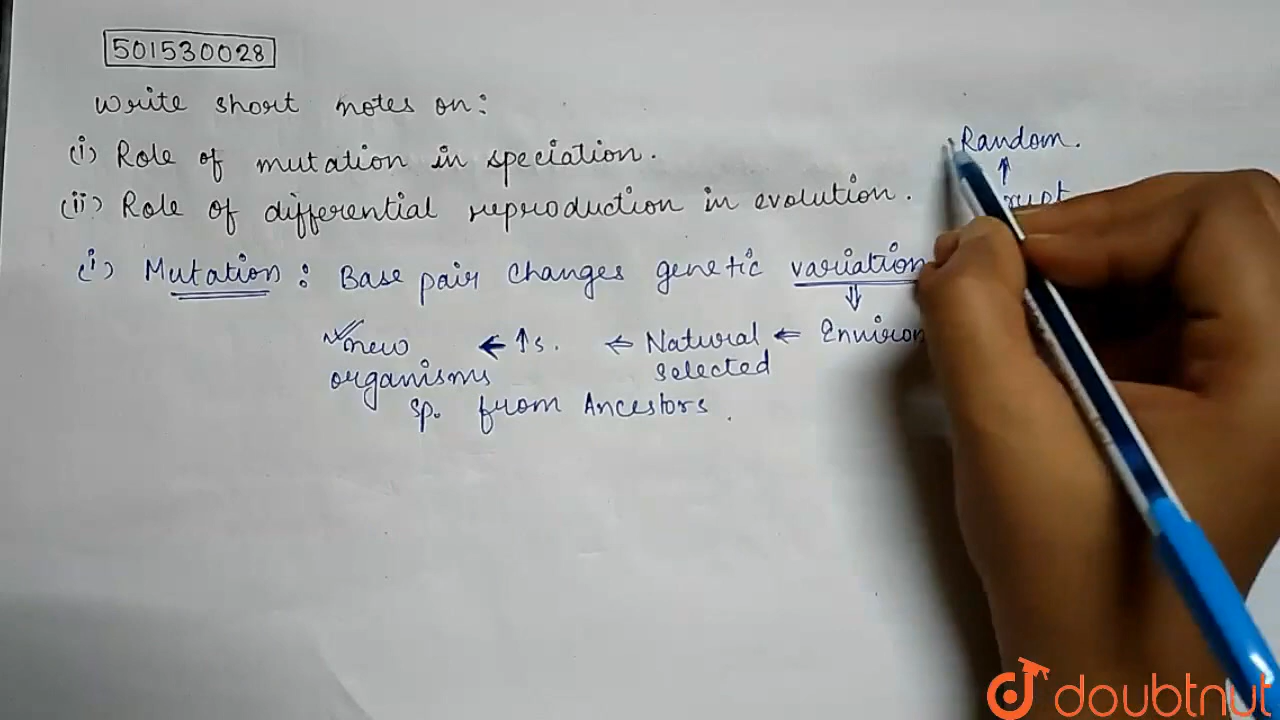 501530028
Write short notes on:
(i) Role of mutation in speciation.
Random.
↑
(ii) Role of differential reproduction in evolution.
(i) Mutation : Base pair changes genetic variation
⇓
new ← ↑s. ⇐ Natural ⇐ Environ
organisms selected
sp. from Ancestors.
doubtnut